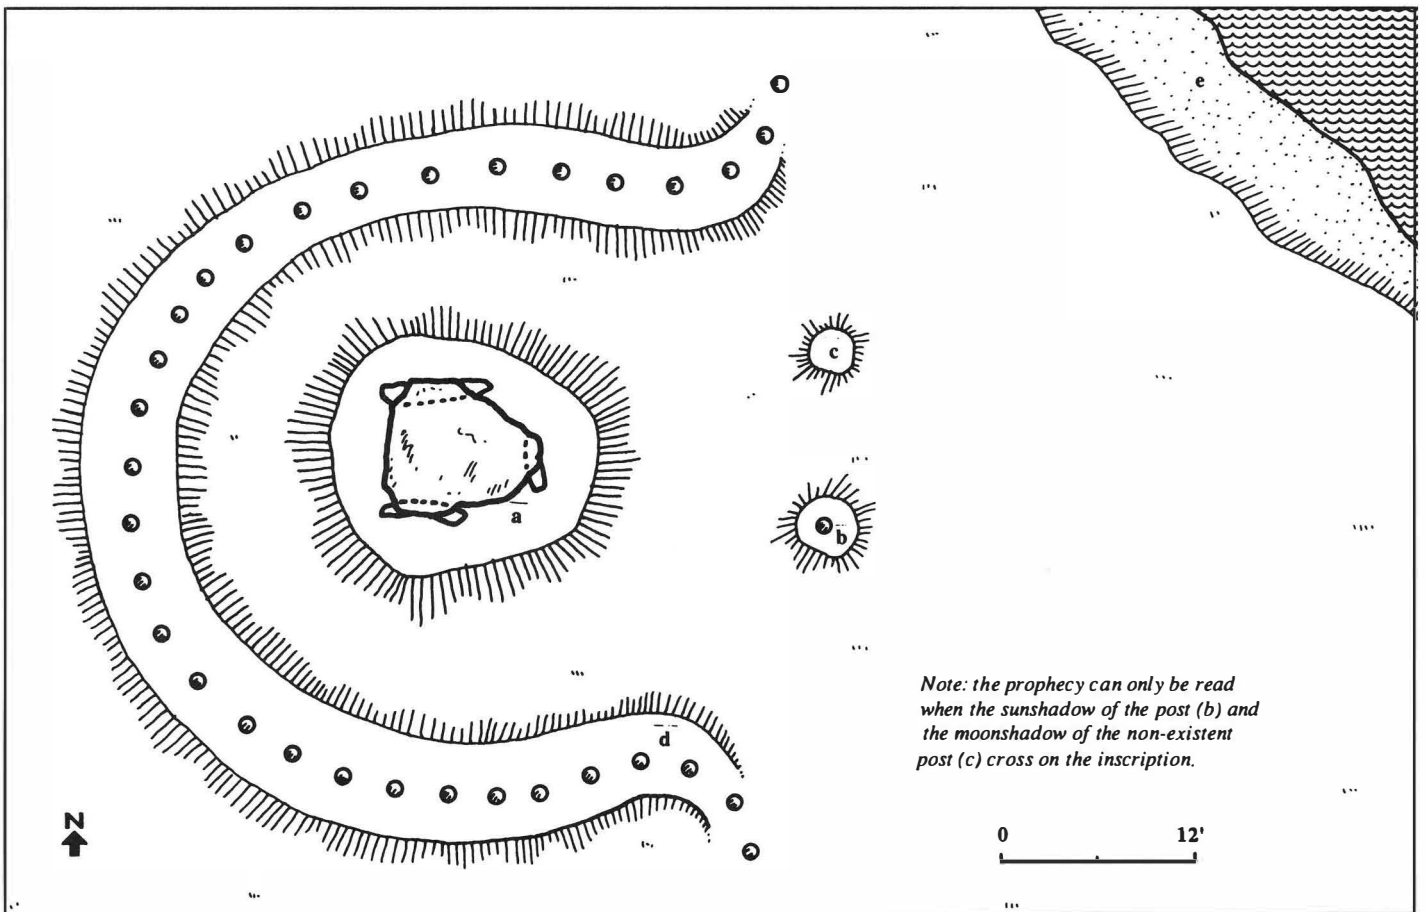 e
c
a
b
Note: the prophecy can only be read
when the sunshadow of the post (b) and
the moonshadow of the non-existent
post (c) cross on the inscription.
d
N
0 12'